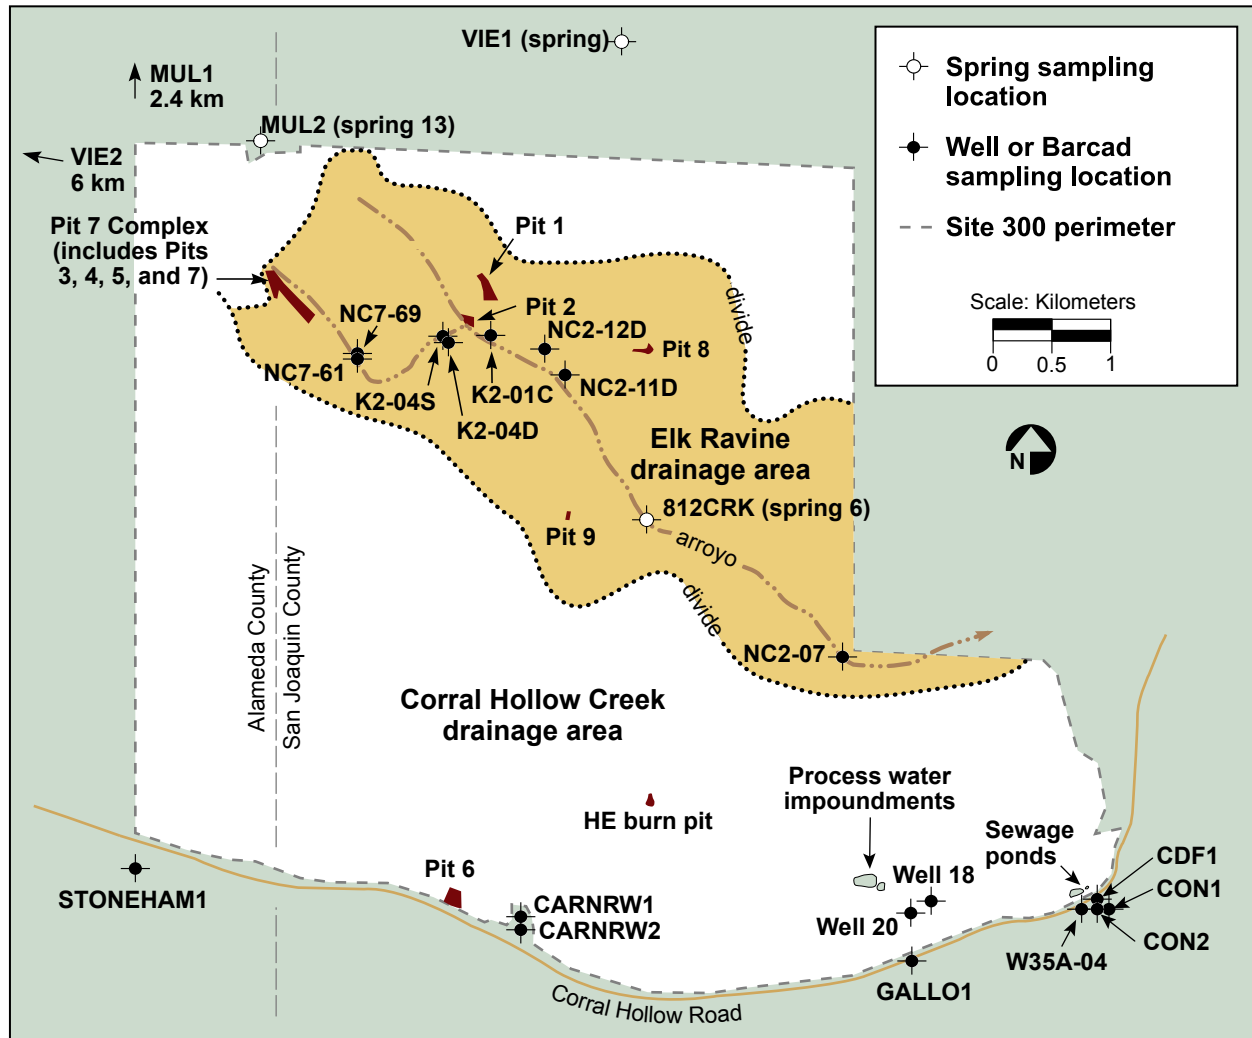 VIE1 (spring)
MUL1
2.4 km
MUL2 (spring 13)
VIE2
6 km
Spring sampling
location
Well or Barcad
sampling location
Site 300 perimeter
Scale: Kilometers
0 0.5 1
N
Pit 7 Complex
(includes Pits
3, 4, 5, and 7)
Pit 1
Pit 2
divide
NC7-69
NC2-12D
Pit 8
NC7-61
K2-04S
K2-01C
NC2-11D
K2-04D
Elk Ravine
drainage area
812CRK (spring 6)
Pit 9
arroyo
divide
NC2-07
Alameda County
San Joaquin County
Corral Hollow Creek
drainage area
Process water
impoundments
HE burn pit
Sewage
ponds
Pit 6
Well 18
CDF1
CON1
STONEHAM1
CARNRW1
CARNRW2
Well 20
CON2
W35A-04
GALLO1
Corral Hollow Road